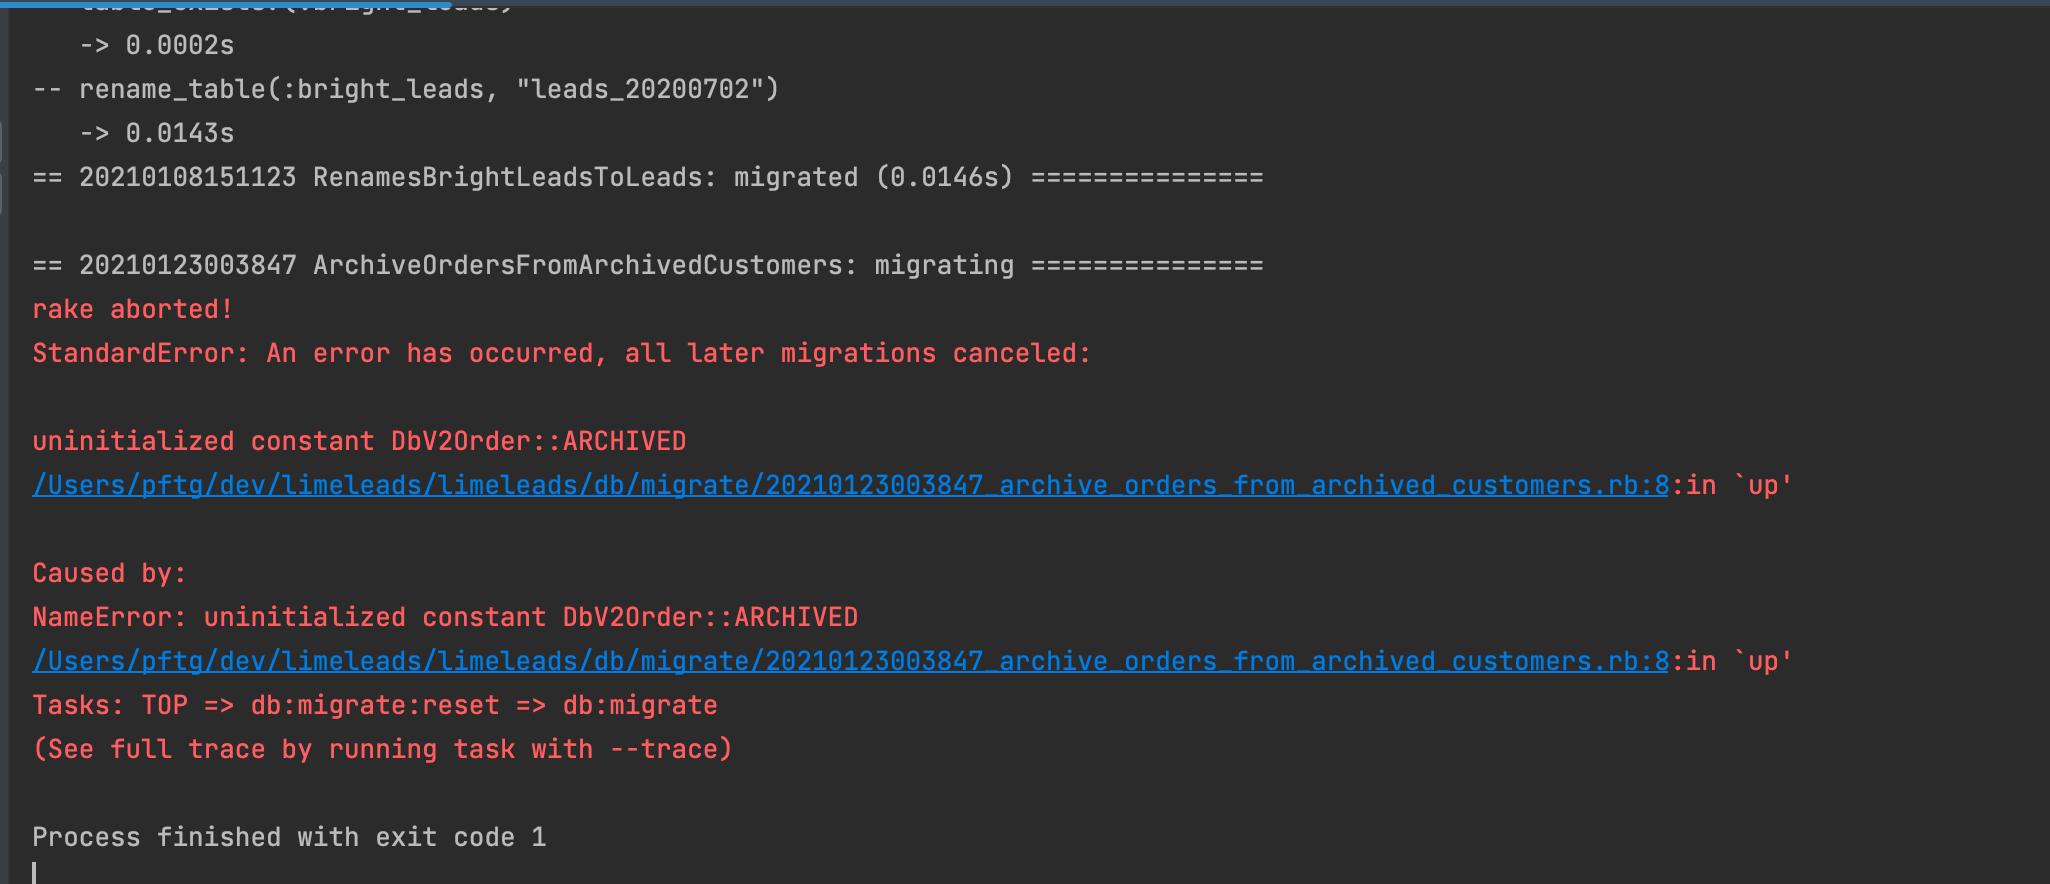 table_exists?(:bright_leads)
   -> 0.0002s
-- rename_table(:bright_leads, "leads_20200702")
   -> 0.0143s
== 20210108151123 RenamesBrightLeadsToLeads: migrated (0.0146s) ===============

== 20210123003847 ArchiveOrdersFromArchivedCustomers: migrating ===============
rake aborted!
StandardError: An error has occurred, all later migrations canceled:

uninitialized constant DbV2Order::ARCHIVED
/Users/pftg/dev/limeleads/limeleads/db/migrate/20210123003847_archive_orders_from_archived_customers.rb:8:in `up'

Caused by:
NameError: uninitialized constant DbV2Order::ARCHIVED
/Users/pftg/dev/limeleads/limeleads/db/migrate/20210123003847_archive_orders_from_archived_customers.rb:8:in `up'
Tasks: TOP => db:migrate:reset => db:migrate
(See full trace by running task with --trace)

Process finished with exit code 1